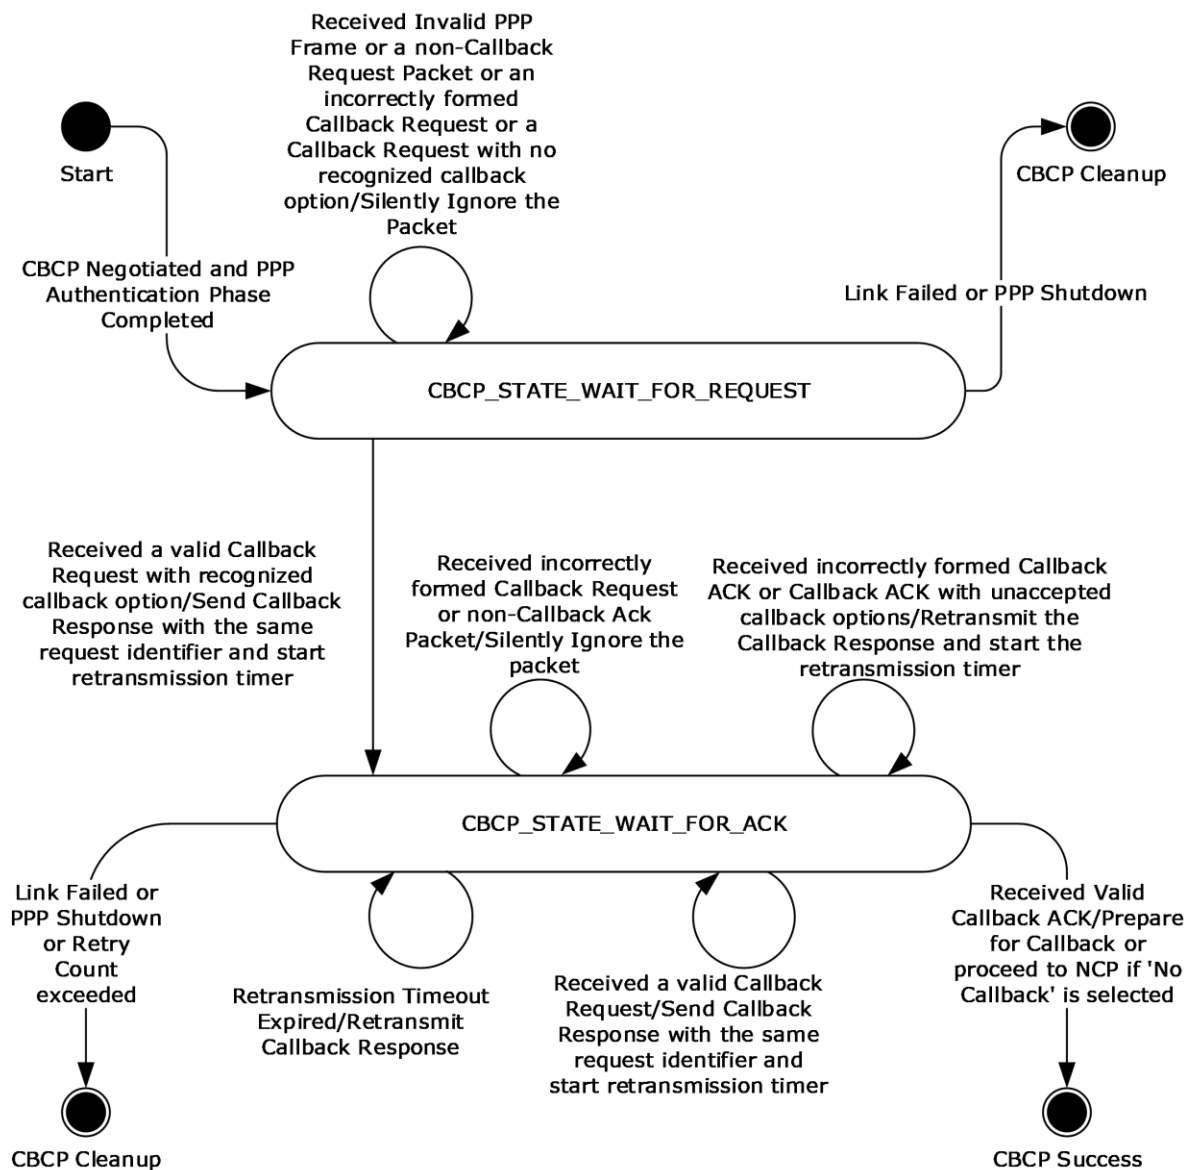 Received Invalid PPP
Frame or a non-Callback
Request Packet or an
incorrectly formed
Callback Request or a
Callback Request with no
recognized callback
option/Silently Ignore the
Packet
Start
CBCP Cleanup
CBCP Negotiated and PPP
Authentication Phase
Completed
Link Failed or PPP Shutdown
CBCP_STATE_WAIT_FOR_REQUEST
Received a valid Callback
Request with recognized
callback option/Send Callback
Response with the same
request identifier and start
retransmission timer
Received incorrectly
formed Callback Request
or non-Callback Ack
Packet/Silently Ignore the
packet
Received incorrectly formed Callback
ACK or Callback ACK with unaccepted
callback options/Retransmit the
Callback Response and start the
retransmission timer
CBCP_STATE_WAIT_FOR_ACK
Link Failed or
PPP Shutdown
or Retry
Count
exceeded
Retransmission Timeout
Expired/Retransmit
Callback Response
Received a valid Callback
Request/Send Callback
Response with the same
request identifier and
start retransmission timer
Received Valid
Callback ACK/Prepare
for Callback or
proceed to NCP if 'No
Callback' is selected
CBCP Cleanup
CBCP Success